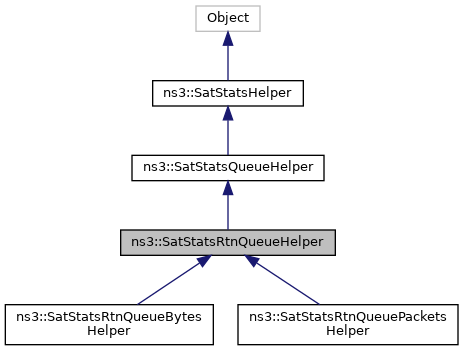 Object
ns3::SatStatsHelper
ns3::SatStatsQueueHelper
ns3::SatStatsRtnQueueHelper
ns3::SatStatsRtnQueueBytes
Helper
ns3::SatStatsRtnQueuePackets
Helper